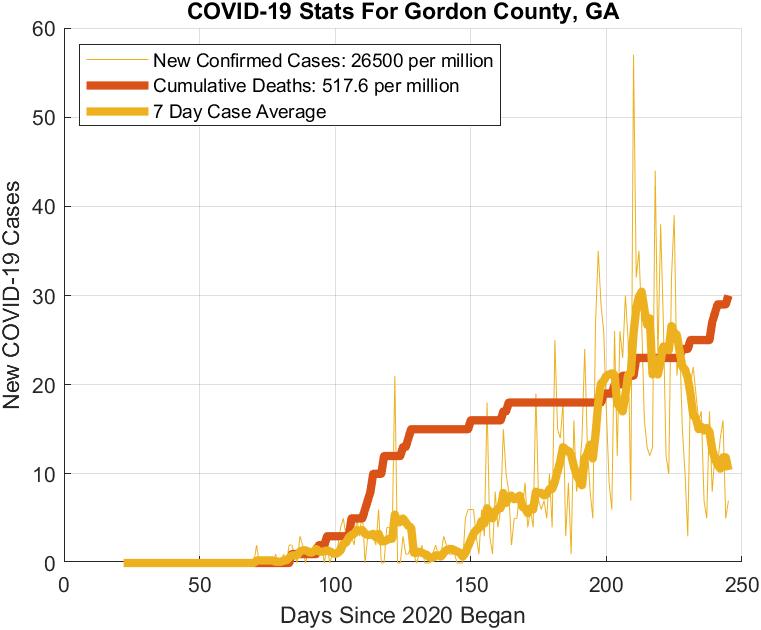 COVID-19 Stats For Gordon County, GA
New Confirmed Cases: 26500 per million
Cumulative Deaths: 517.6 per million
7 Day Case Average
New COVID-19 Cases
60
50
40
30
20
10
0
0 50 100 150 200 250
Days Since 2020 Began